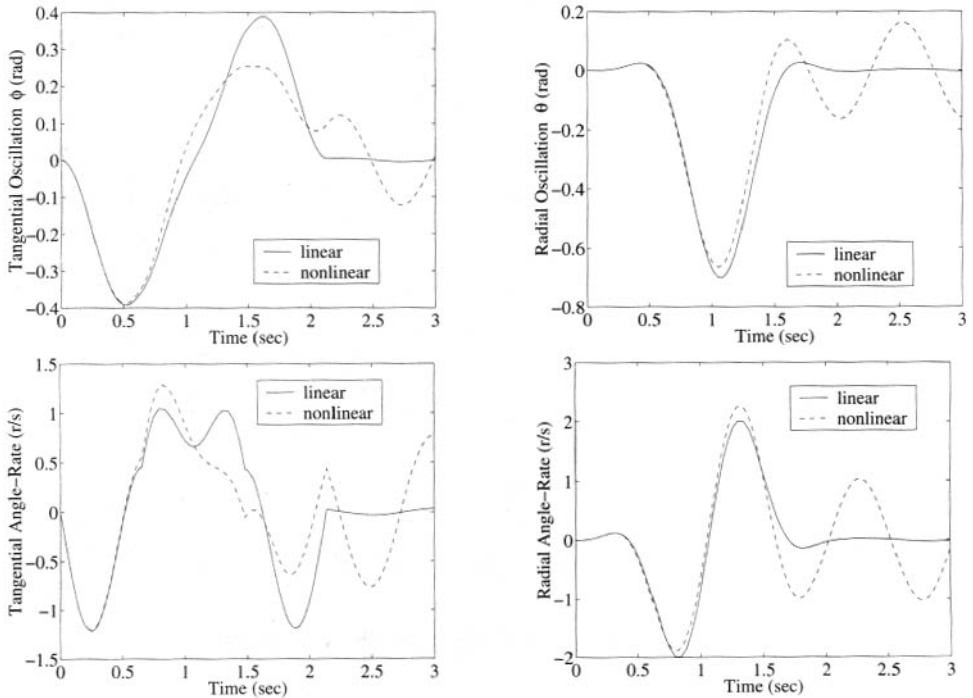 Tangential Oscillation ϕ (rad)
0.4
0.3
0.2
0.1
0
−0.1
−0.2
−0.3
−0.4
0 0.5 1 1.5 2 2.5 3
Time (sec)
linear
nonlinear
Radial Oscillation θ (rad)
0.2
0
−0.2
−0.4
−0.6
−0.8
0 0.5 1 1.5 2 2.5 3
Time (sec)
linear
nonlinear
Tangential Angle−Rate (r/s)
1.5
1
0.5
0
−0.5
−1
−1.5
0 0.5 1 1.5 2 2.5 3
Time (sec)
linear
nonlinear
Radial Angle−Rate (r/s)
3
2
1
0
−1
−2
0 0.5 1 1.5 2 2.5 3
Time (sec)
linear
nonlinear